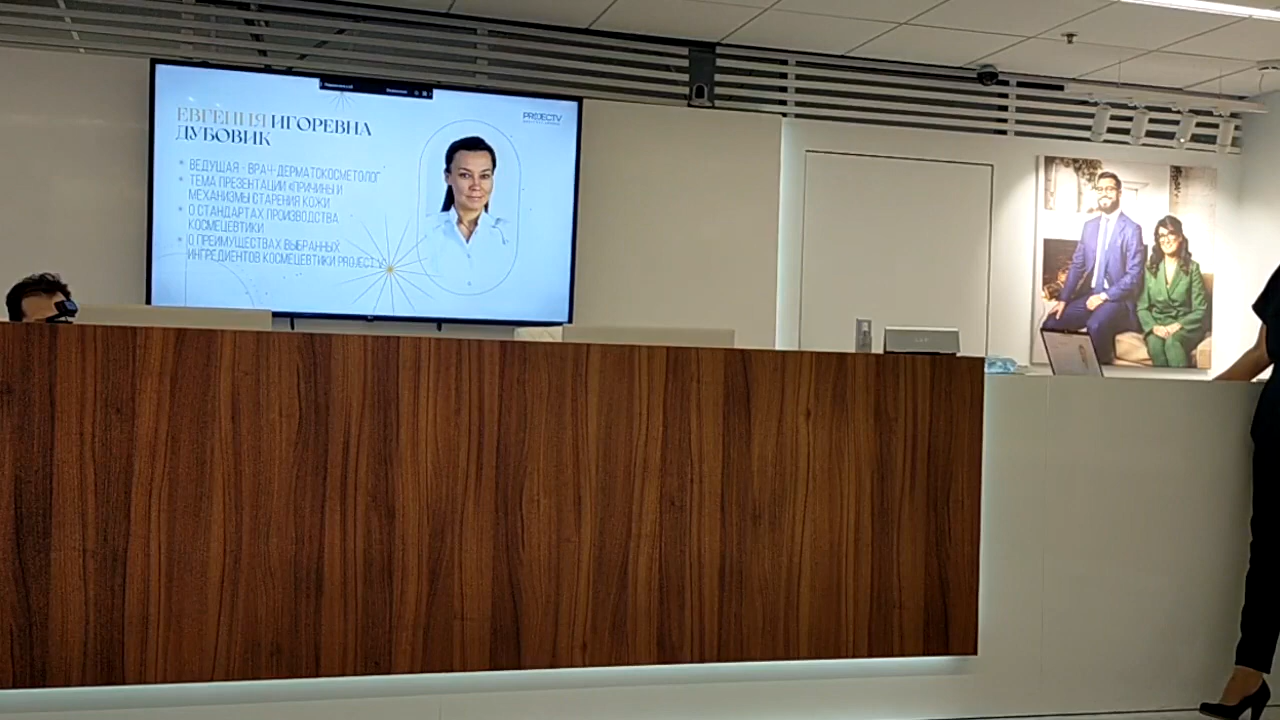 ЕВГЕНИЯ ИГОРЕВНА
ДУБОВИК
PROJECT V
• ВЕДУЩАЯ - ВРАЧ-ДЕРМАТОКОСМЕТОЛОГ
• ТЕМА ПРЕЗЕНТАЦИИ «ПРИЧИНЫ И
МЕХАНИЗМЫ СТАРЕНИЯ КОЖИ
• О СТАНДАРТАХ ПРОИЗВОДСТВА
КОСМЕЦЕВТИКИ
• О ПРЕИМУЩЕСТВАХ ВЫБРАННЫХ
ИНГРЕДИЕНТОВ КОСМЕЦЕВТИКИ PROJECT V